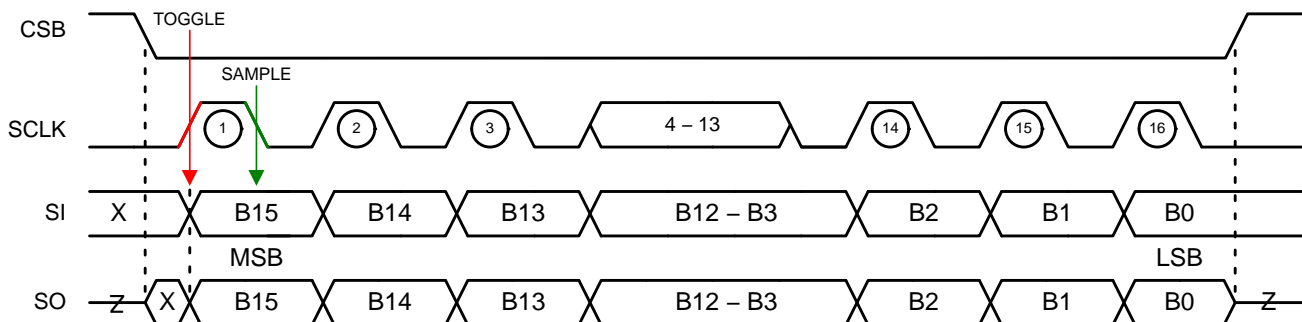 TOGGLE
CSB
SAMPLE
SCLK 1 2 3 4 – 13 14 15 16
SI X B15 B14 B13 B12 – B3 B2 B1 B0
MSB LSB
SO Z X B15 B14 B13 B12 – B3 B2 B1 B0 Z